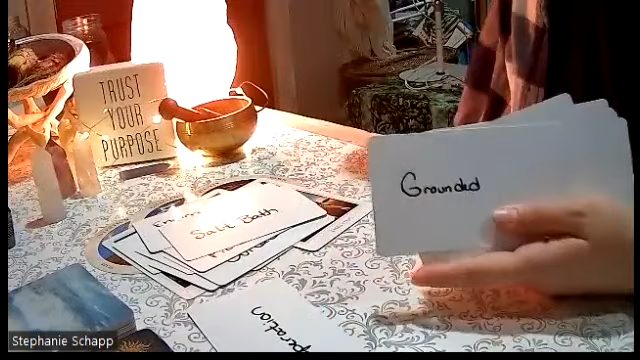 TRUST
YOUR
PURPOSE
Grounded
Salt Bath
Stephanie Schapp